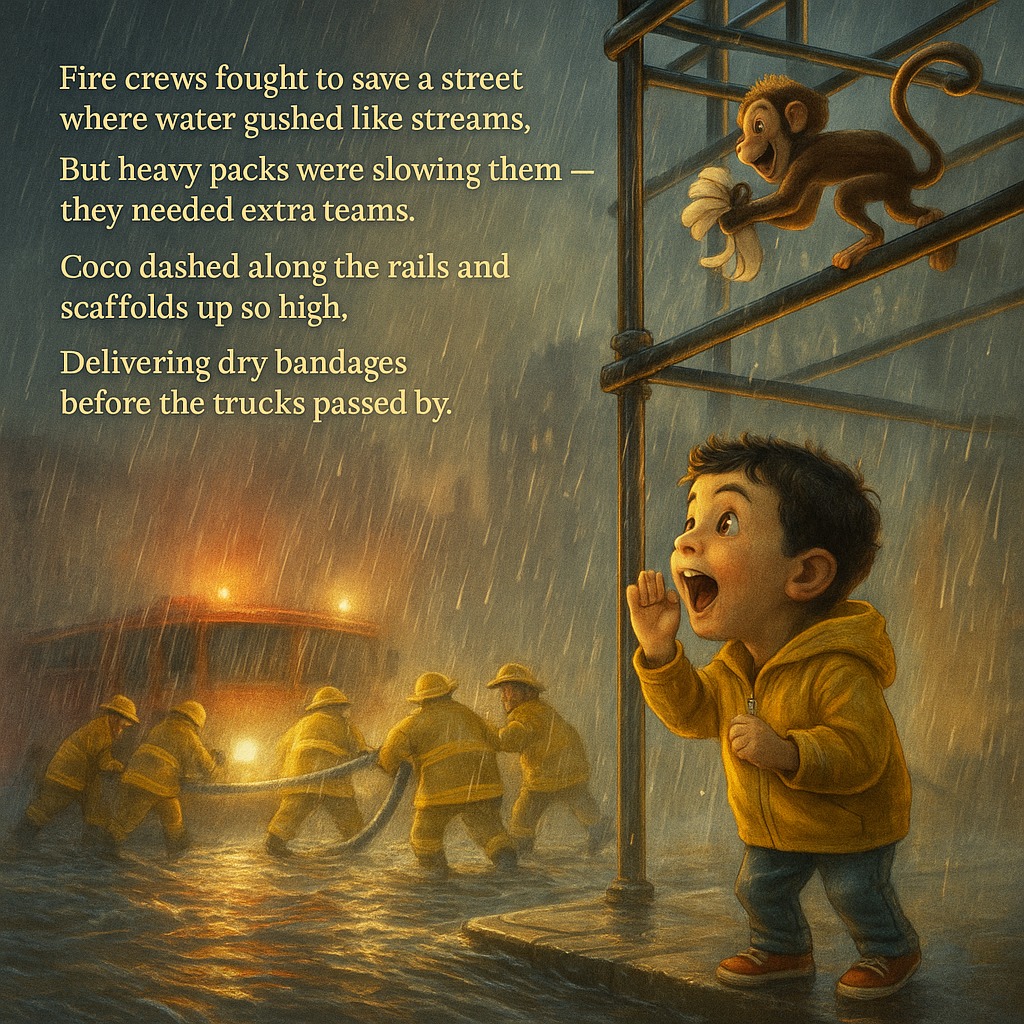 Fire crews fought to save a street
where water gushed like streams,
But heavy packs were slowing them —
they needed extra teams.
Coco dashed along the rails and
scaffolds up so high,
Delivering dry bandages
before the trucks passed by.